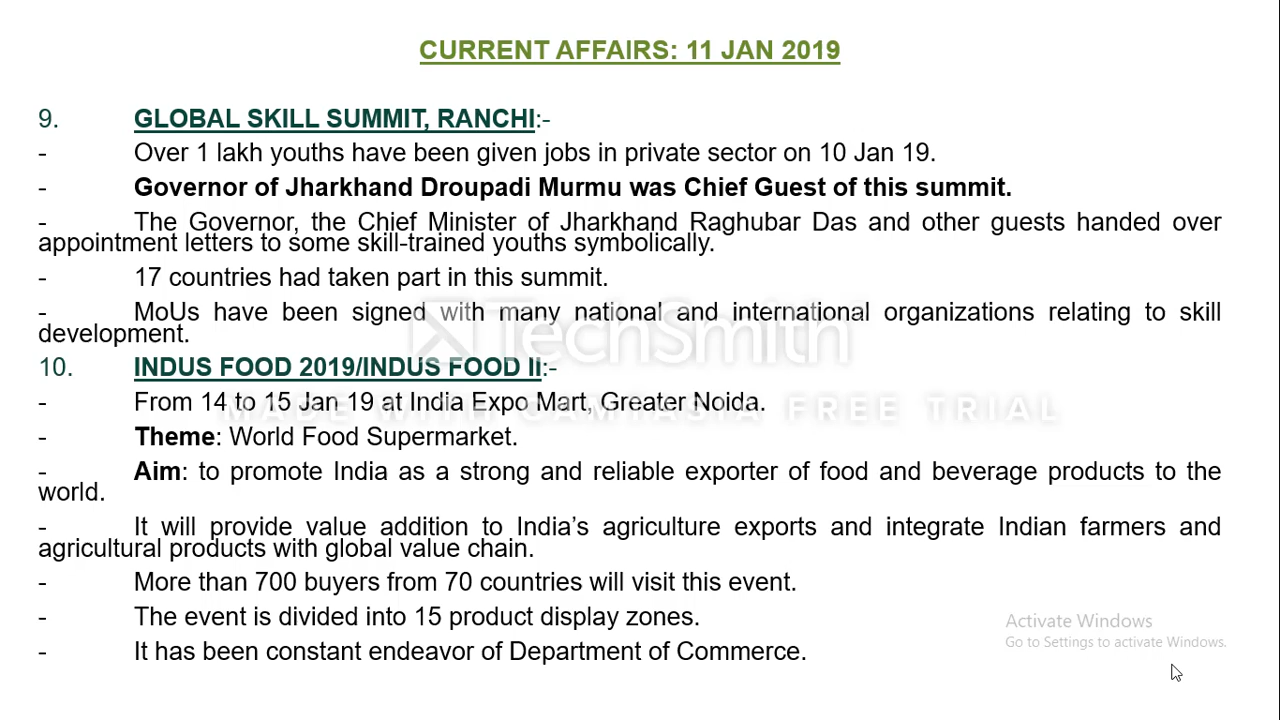 CURRENT AFFAIRS: 11 JAN 2019
9. GLOBAL SKILL SUMMIT, RANCHI:-
- Over 1 lakh youths have been given jobs in private sector on 10 Jan 19.
- Governor of Jharkhand Droupadi Murmu was Chief Guest of this summit.
- The Governor, the Chief Minister of Jharkhand Raghubar Das and other guests handed over
appointment letters to some skill-trained youths symbolically.
- 17 countries had taken part in this summit.
- MoUs have been signed with many national and international organizations relating to skill
development.
TechSmith
10. INDUS FOOD 2019/INDUS FOOD II:-
- From 14 to 15 Jan 19 at India Expo Mart, Greater Noida.
MADE WITH CAMTASIA FREE TRIAL
- Theme: World Food Supermarket.
- Aim: to promote India as a strong and reliable exporter of food and beverage products to the
world.
- It will provide value addition to India’s agriculture exports and integrate Indian farmers and
agricultural products with global value chain.
- More than 700 buyers from 70 countries will visit this event.
- The event is divided into 15 product display zones.
- It has been constant endeavor of Department of Commerce.
Activate Windows
Go to Settings to activate Windows.